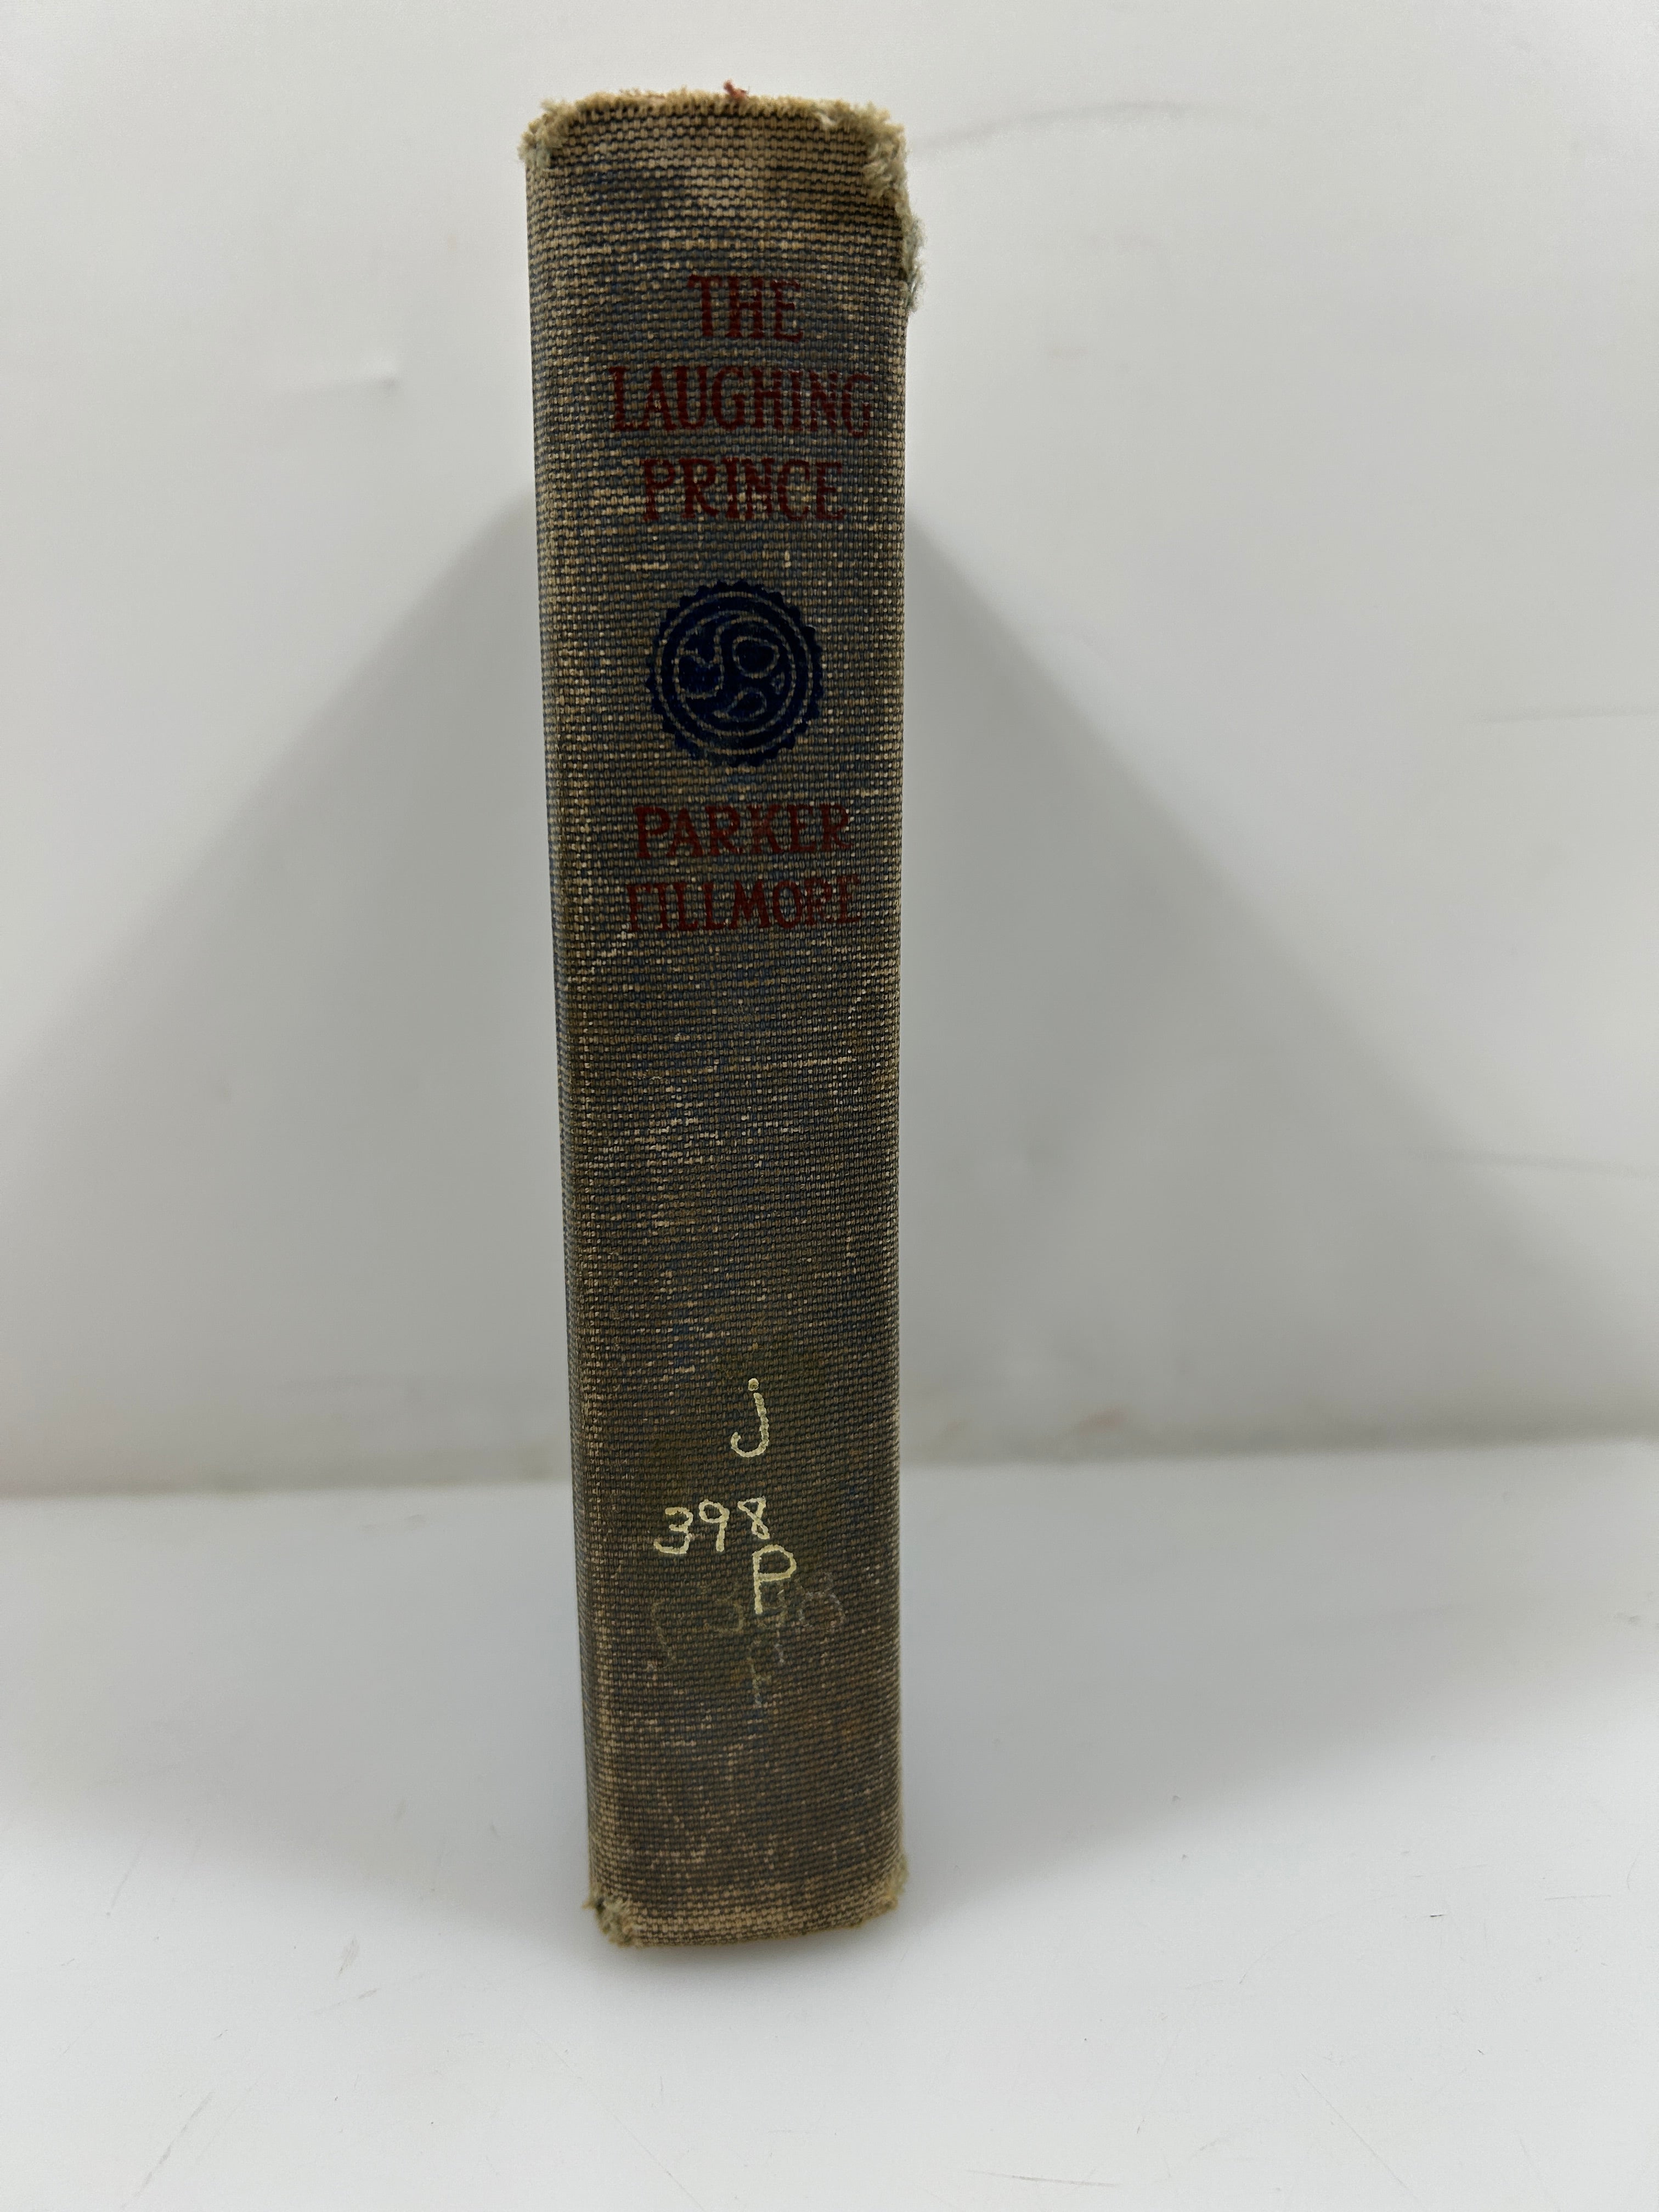 THE
LAUGHING
PRINCE
PARKER
FILLMORE
j
398
P